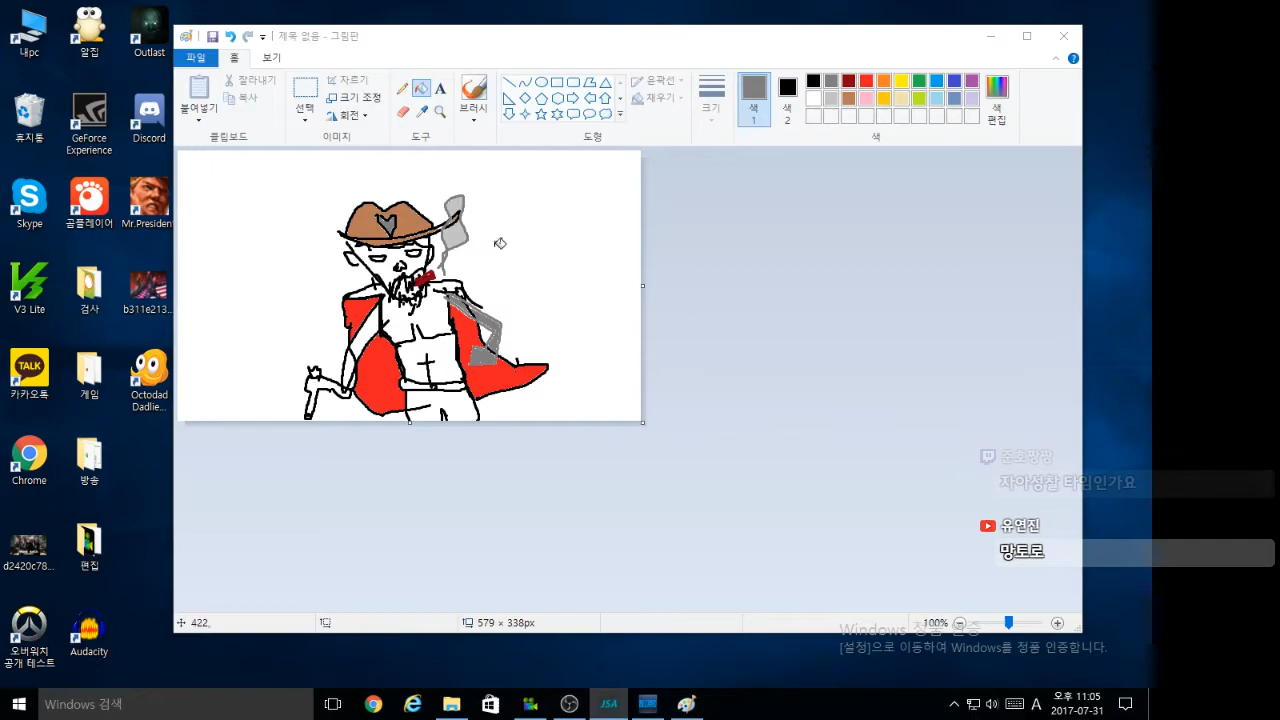 내PC
알집
Outlast
휴지통
GeForce
Experience
Discord
Skype
곰플레이어
Mr.President
V3 Lite
검사
b311e213...
카카오톡
게임
Octodad
Dadlie...
Chrome
방송
d2420c78...
편집
오버워치
공개 테스트
Audacity
제목 없음 - 그림판
파일
홈
보기
붙여넣기
잘라내기
복사
클립보드
선택
자르기
크기 조정
회전
이미지
도구
브러시
윤곽선
채우기
도형
크기
색
1
색
2
색
편집
색
준호짱짱
자아성찰 타임인가요
유연진
망토로
422,
579 × 338px
100%
Windows 정품 인증
[설정]으로 이동하여 Windows를 정품 인증합니다.
Windows 검색
JSA
A
오후 11:05
2017-07-31